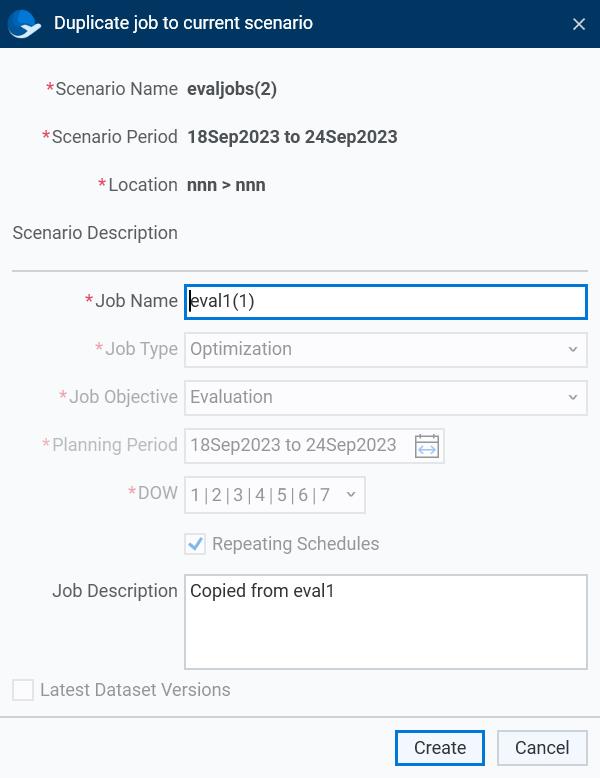 Duplicate job to current scenario
*Scenario Name evaljobs(2)
*Scenario Period 18Sep2023 to 24Sep2023
*Location nnn > nnn
Scenario Description
*Job Name eval1(1)
*Job Type Optimization
*Job Objective Evaluation
*Planning Period 18Sep2023 to 24Sep2023
*DOW 1 | 2 | 3 | 4 | 5 | 6 | 7
Repeating Schedules
Job Description Copied from eval1
Latest Dataset Versions
Create Cancel